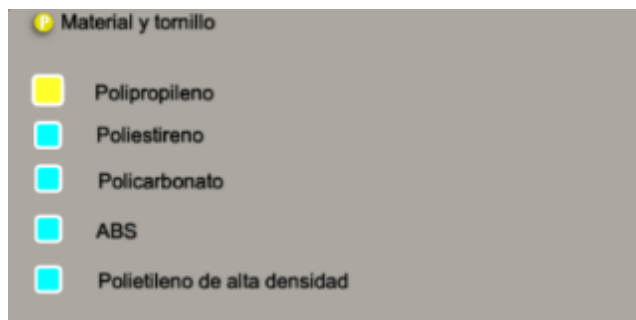 P Material y tornillo
Polipropileno
Poliestireno
Policarbonato
ABS
Polietileno de alta densidad